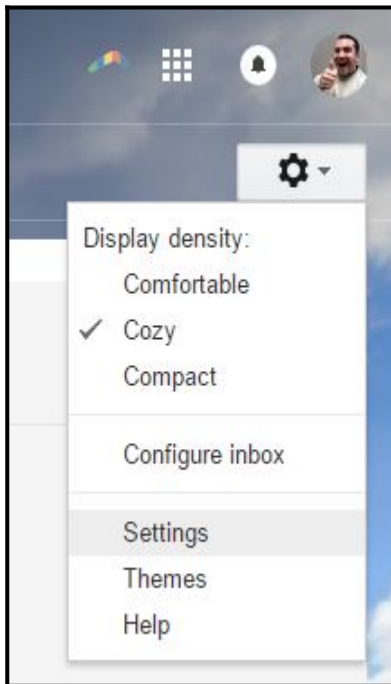 Display density:
Comfortable
Cozy
Compact
Configure inbox
Settings
Themes
Help